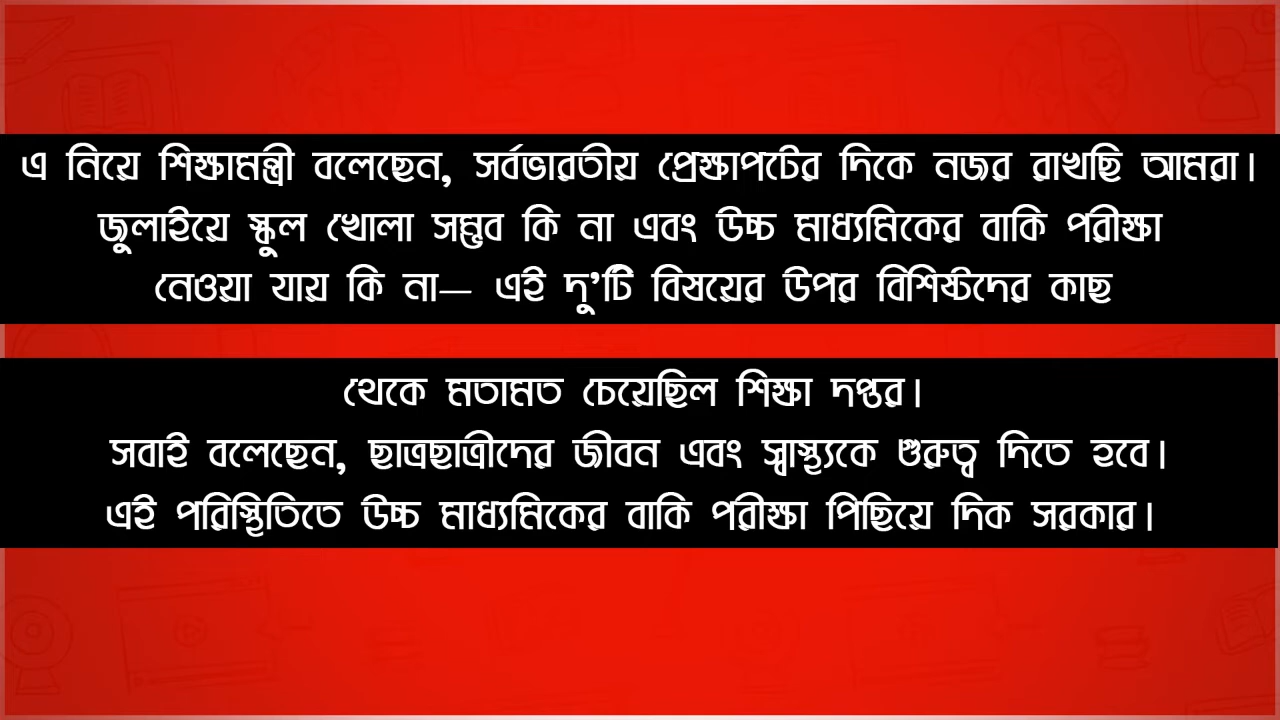 এ নিয়ে শিক্ষামন্ত্রী বলেছেন, সর্বভারতীয় প্রেক্ষাপটের দিকে নজর রাখছি আমরা।
জুলাইয়ে স্কুল খোলা সম্ভব কি না এবং উচ্চ মাধ্যমিকের বাকি পরীক্ষা
নেওয়া যায় কি না— এই দু’টি বিষয়ের উপর বিশিষ্টদের কাছ
থেকে মতামত চেয়েছিল শিক্ষা দপ্তর।
সবাই বলেছেন, ছাত্রছাত্রীদের জীবন এবং স্বাস্থ্যকে গুরুত্ব দিতে হবে।
এই পরিস্থিতিতে উচ্চ মাধ্যমিকের বাকি পরীক্ষা পিছিয়ে দিক সরকার।